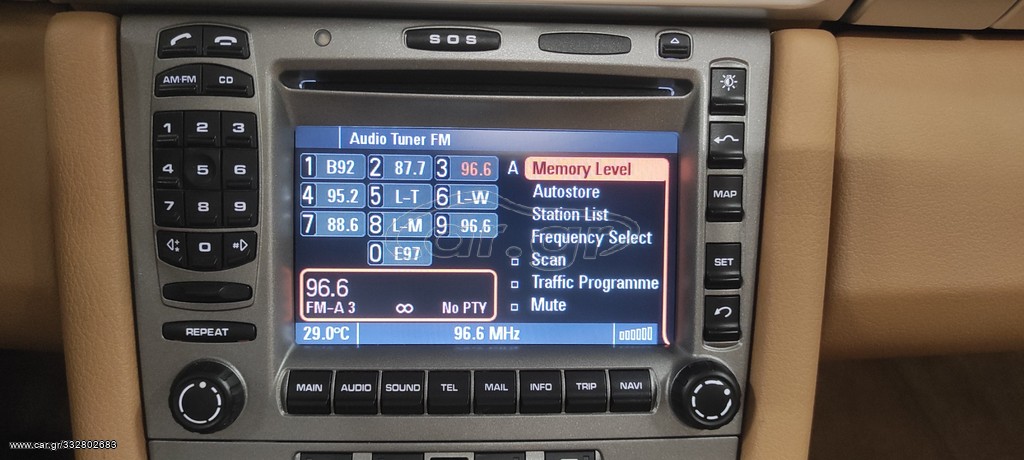 SOS
AM·FM CD
1 2 3
4 5 6
7 8 9
0 #
REPEAT
Audio Tuner FM
1 B92 2 87.7 3 96.6
4 95.2 5 L-T 6 L-W
7 88.6 8 L-M 9 96.6
0 E97
A Memory Level
Autostore
Station List
Frequency Select
Scan
Traffic Programme
Mute
96.6
FM-A 3 ∞ No PTY
29.0°C 96.6 MHz
car.gr
MAP
SET
MAIN AUDIO SOUND TEL MAIL INFO TRIP NAVI
www.car.gr/332802683